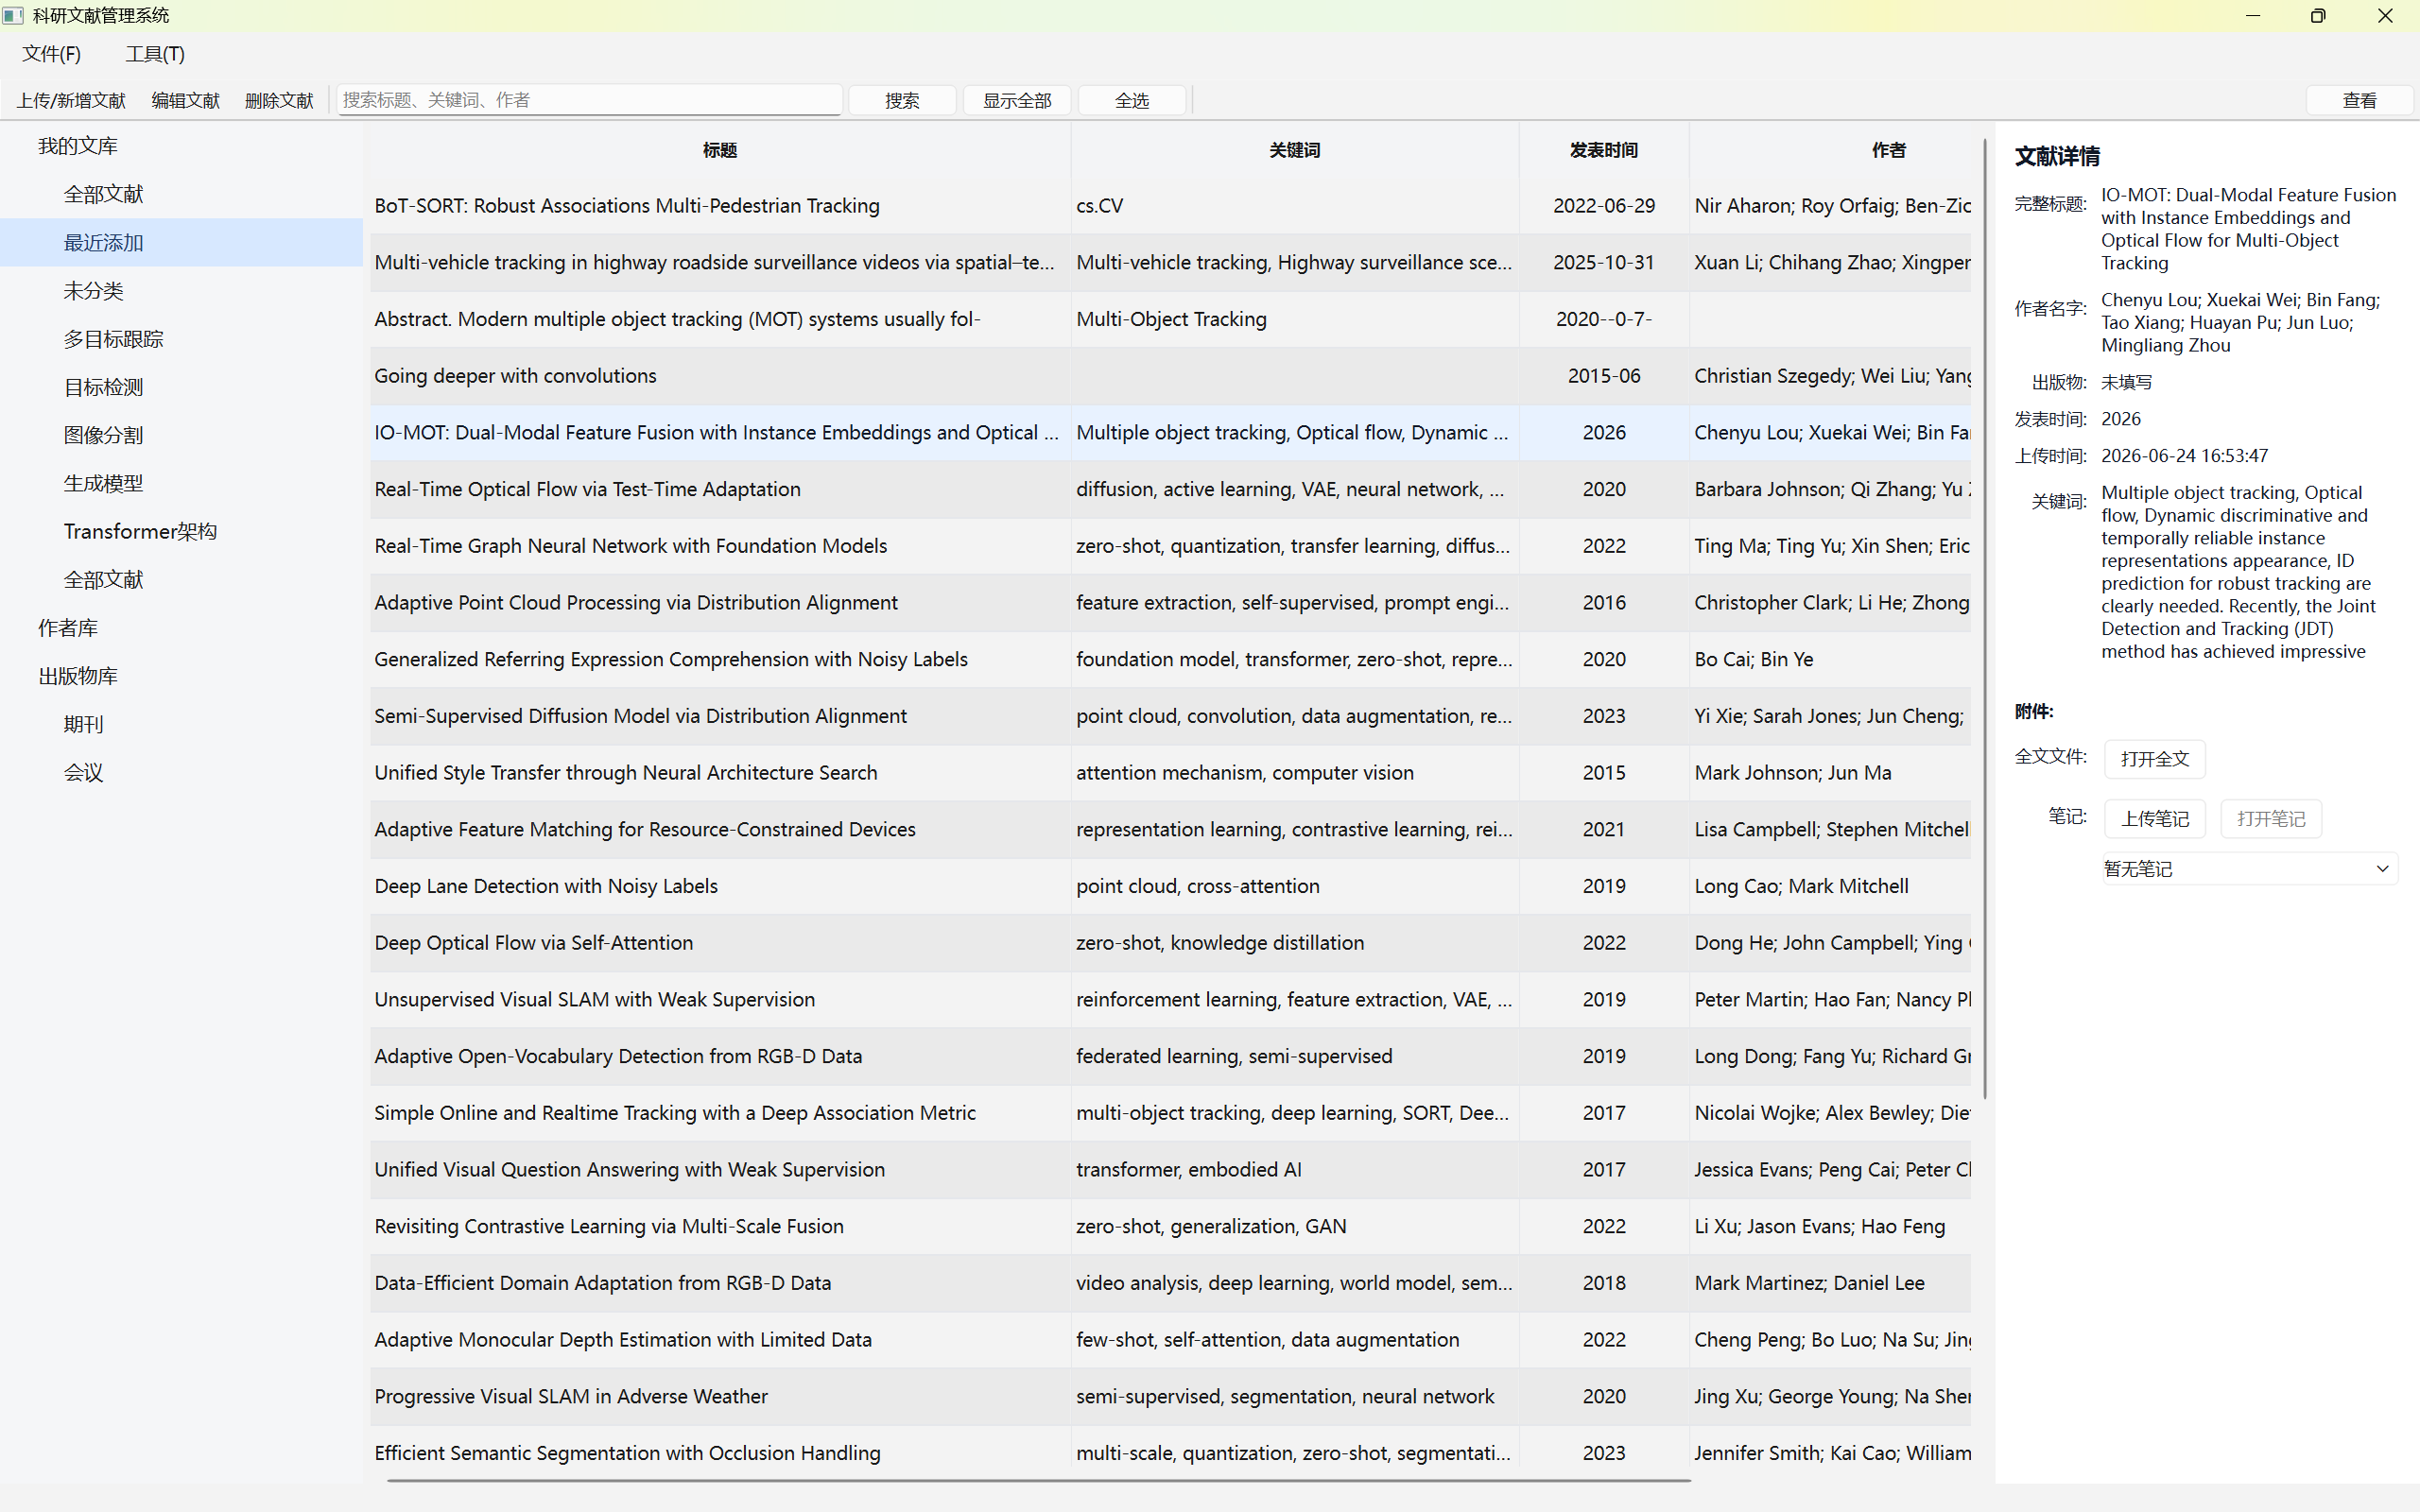 科研文献管理系统
文件(F) 工具(T)
上传/新增文献 编辑文献 删除文献 搜索标题、关键词、作者 搜索 显示全部 全选 查看
我的文库
全部文献
最近添加
未分类
多目标跟踪
目标检测
图像分割
生成模型
Transformer架构
全部文献
作者库
出版物库
期刊
会议
标题 关键词 发表时间 作者
BoT-SORT: Robust Associations Multi-Pedestrian Tracking cs.CV 2022-06-29 Nir Aharon; Roy Orfaig; Ben-Zic
Multi-vehicle tracking in highway roadside surveillance videos via spatial–te... Multi-vehicle tracking, Highway surveillance sce... 2025-10-31 Xuan Li; Chihang Zhao; Xingper
Abstract. Modern multiple object tracking (MOT) systems usually fol- Multi-Object Tracking 2020--0-7-
Going deeper with convolutions 2015-06 Christian Szegedy; Wei Liu; Yang
IO-MOT: Dual-Modal Feature Fusion with Instance Embeddings and Optical ... Multiple object tracking, Optical flow, Dynamic ... 2026 Chenyu Lou; Xuekai Wei; Bin Fa
Real-Time Optical Flow via Test-Time Adaptation diffusion, active learning, VAE, neural network, ... 2020 Barbara Johnson; Qi Zhang; Yu
Real-Time Graph Neural Network with Foundation Models zero-shot, quantization, transfer learning, diffus... 2022 Ting Ma; Ting Yu; Xin Shen; Eric
Adaptive Point Cloud Processing via Distribution Alignment feature extraction, self-supervised, prompt engi... 2016 Christopher Clark; Li He; Zhong
Generalized Referring Expression Comprehension with Noisy Labels foundation model, transformer, zero-shot, repre... 2020 Bo Cai; Bin Ye
Semi-Supervised Diffusion Model via Distribution Alignment point cloud, convolution, data augmentation, re... 2023 Yi Xie; Sarah Jones; Jun Cheng;
Unified Style Transfer through Neural Architecture Search attention mechanism, computer vision 2015 Mark Johnson; Jun Ma
Adaptive Feature Matching for Resource-Constrained Devices representation learning, contrastive learning, rei... 2021 Lisa Campbell; Stephen Mitchel
Deep Lane Detection with Noisy Labels point cloud, cross-attention 2019 Long Cao; Mark Mitchell
Deep Optical Flow via Self-Attention zero-shot, knowledge distillation 2022 Dong He; John Campbell; Ying
Unsupervised Visual SLAM with Weak Supervision reinforcement learning, feature extraction, VAE, ... 2019 Peter Martin; Hao Fan; Nancy P
Adaptive Open-Vocabulary Detection from RGB-D Data federated learning, semi-supervised 2019 Long Dong; Fang Yu; Richard G
Simple Online and Realtime Tracking with a Deep Association Metric multi-object tracking, deep learning, SORT, Dee... 2017 Nicolai Wojke; Alex Bewley; Die
Unified Visual Question Answering with Weak Supervision transformer, embodied AI 2017 Jessica Evans; Peng Cai; Peter C
Revisiting Contrastive Learning via Multi-Scale Fusion zero-shot, generalization, GAN 2022 Li Xu; Jason Evans; Hao Feng
Data-Efficient Domain Adaptation from RGB-D Data video analysis, deep learning, world model, sem... 2018 Mark Martinez; Daniel Lee
Adaptive Monocular Depth Estimation with Limited Data few-shot, self-attention, data augmentation 2022 Cheng Peng; Bo Luo; Na Su; Jing
Progressive Visual SLAM in Adverse Weather semi-supervised, segmentation, neural network 2020 Jing Xu; George Young; Na Sher
Efficient Semantic Segmentation with Occlusion Handling multi-scale, quantization, zero-shot, segmentati... 2023 Jennifer Smith; Kai Cao; William
文献详情
完整标题: IO-MOT: Dual-Modal Feature Fusion
with Instance Embeddings and
Optical Flow for Multi-Object
Tracking
作者名字: Chenyu Lou; Xuekai Wei; Bin Fang;
Tao Xiang; Huayan Pu; Jun Luo;
Mingliang Zhou
出版物: 未填写
发表时间: 2026
上传时间: 2026-06-24 16:53:47
关键词: Multiple object tracking, Optical
flow, Dynamic discriminative and
temporally reliable instance
representations appearance, ID
prediction for robust tracking are
clearly needed. Recently, the Joint
Detection and Tracking (JDT)
method has achieved impressive
附件:
全文文件: 打开全文
笔记: 上传笔记 打开笔记
暂无笔记